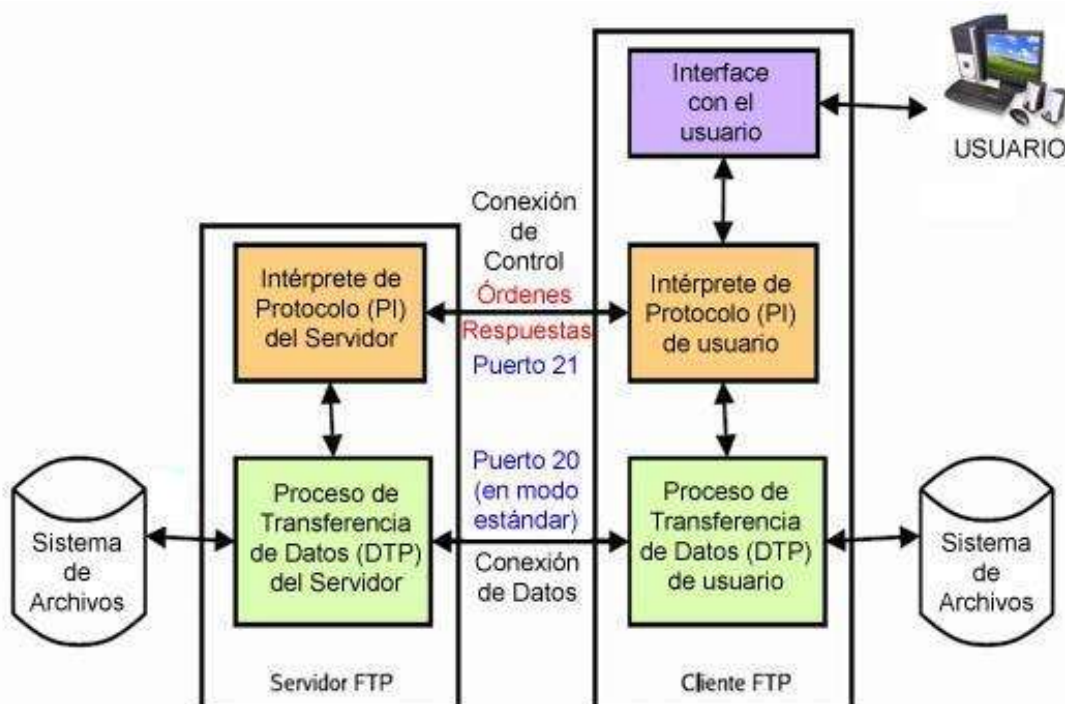 Interface
con el
usuario
USUARIO
Conexión
de
Control
Órdenes
Respuestas
Puerto 21
Intérprete de
Protocolo (PI)
del Servidor
Intérprete de
Protocolo (PI)
de usuario
Puerto 20
(en modo
estándar)
Conexión
de Datos
Sistema
de
Archivos
Proceso de
Transferencia
de Datos (DTP)
del Servidor
Proceso de
Transferencia
de Datos (DTP)
de usuario
Sistema
de
Archivos
Servidor FTP
Cliente FTP